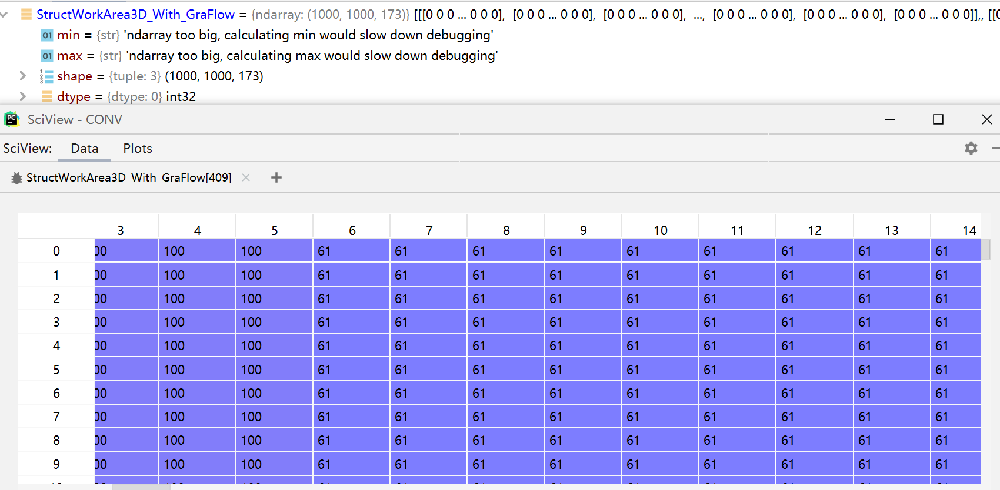 StructWorkArea3D_With_GraFlow = {ndarray: (1000, 1000, 173)} [[[0 0 0 ... 0 0 0], [0 0 0 ... 0 0 0], [0 0 0 ... 0 0 0], ..., [0 0 0 ... 0 0 0], [0 0 0 ... 0 0 0], [0 0 0 ... 0 0 0]],, [[0
01 min = {str} 'ndarray too big, calculating min would slow down debugging'
01 max = {str} 'ndarray too big, calculating max would slow down debugging'
shape = {tuple: 3} (1000, 1000, 173)
dtype = {dtype: 0} int32
PC SciView - CONV
SciView: Data Plots
StructWorkArea3D_With_GraFlow[409]
3 4 5 6 7 8 9 10 11 12 13 14
0 00 100 100 61 61 61 61 61 61 61 61 61
1 00 100 100 61 61 61 61 61 61 61 61 61
2 00 100 100 61 61 61 61 61 61 61 61 61
3 00 100 100 61 61 61 61 61 61 61 61 61
4 00 100 100 61 61 61 61 61 61 61 61 61
5 00 100 100 61 61 61 61 61 61 61 61 61
6 00 100 100 61 61 61 61 61 61 61 61 61
7 00 100 100 61 61 61 61 61 61 61 61 61
8 00 100 100 61 61 61 61 61 61 61 61 61
9 00 100 100 61 61 61 61 61 61 61 61 61